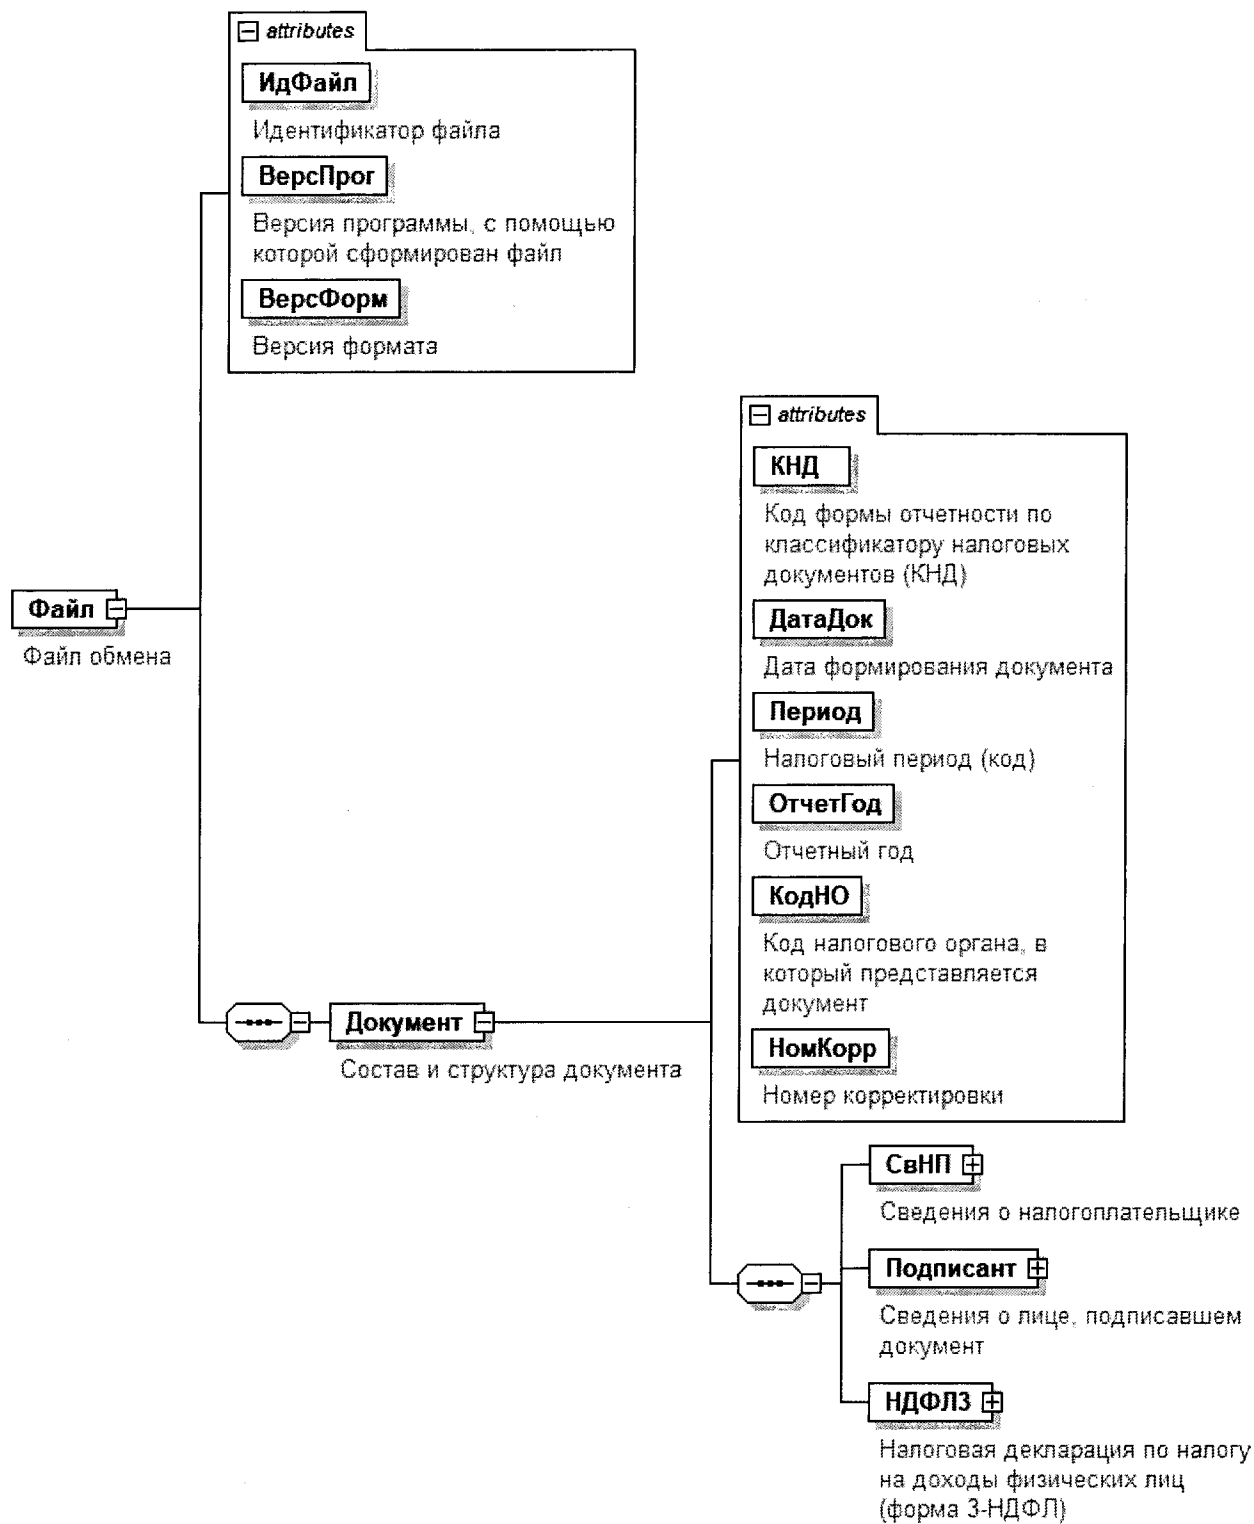 attributes
ИдФайл
Идентификатор файла
ВерсПрог
Версия программы, с помощью
которой сформирован файл
ВерсФорм
Версия формата
Файл
Файл обмена
Документ
Состав и структура документа
attributes
КНД
Код формы отчетности по
классификатору налоговых
документов (КНД)
ДатаДок
Дата формирования документа
Период
Налоговый период (код)
ОтчетГод
Отчетный год
КодНО
Код налогового органа, в
который представляется
документ
НомКорр
Номер корректировки
СвНП
Сведения о налогоплательщике
Подписант
Сведения о лице, подписавшем
документ
НДФЛ3
Налоговая декларация по налогу
на доходы физических лиц
(форма 3-НДФЛ)